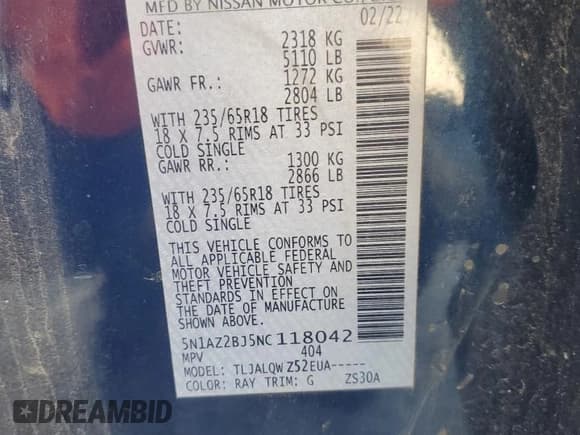 MFD BY NISSAN MOTOR CO.,
DATE: 02/22
GVWR: 2318 KG
5110 LB
GAWR FR.: 1272 KG
2804 LB
WITH 235/65R18 TIRES
18 X 7.5 RIMS AT 33 PSI
COLD SINGLE
GAWR RR.: 1300 KG
2866 LB
WITH 235/65R18 TIRES
18 X 7.5 RIMS AT 33 PSI
COLD SINGLE
THIS VEHICLE CONFORMS TO
ALL APPLICABLE FEDERAL
MOTOR VEHICLE SAFETY AND
THEFT PREVENTION
STANDARDS IN EFFECT ON
THE DATE OF MANUFACTURE
SHOWN ABOVE.
5N1AZ2BJ5NC118042
MPV 404
MODEL: TLJALQWZ52EUA-----
COLOR: RAY TRIM: G ZS30A
DREAMBID